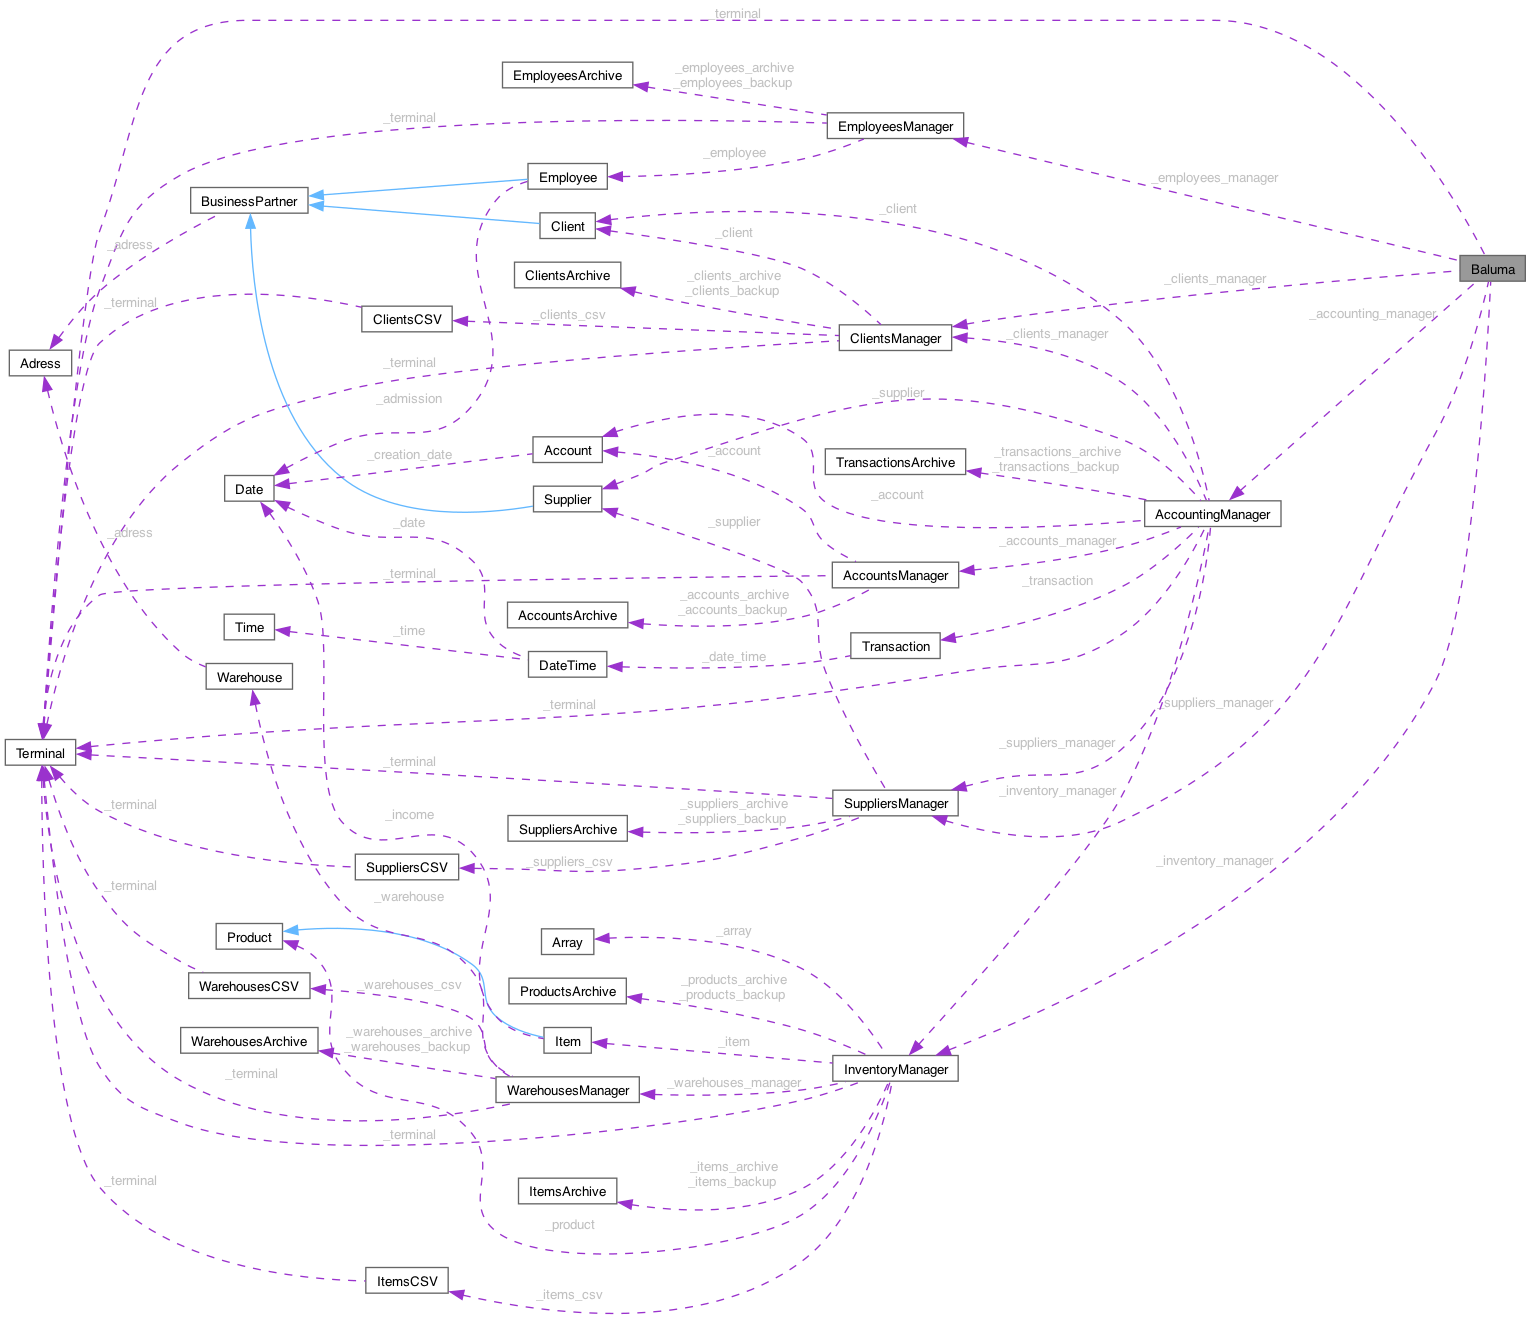 _terminal
EmployeesArchive
_employees_archive
_employees_backup
_terminal
EmployeesManager
_employee
Employee
_employees_manager
BusinessPartner
_client
Client
_client
_adress
ClientsArchive
_clients_archive
_clients_backup
Baluma
_clients_manager
_terminal
ClientsCSV
_clients_csv
_accounting_manager
ClientsManager
_clients_manager
Adress
_terminal
_admission
_supplier
Account
_creation_date
_account
TransactionsArchive
_transactions_archive
_transactions_backup
Date
Supplier
_account
AccountingManager
_date
_supplier
_adress
_accounts_manager
_terminal
AccountsManager
_transaction
AccountsArchive
_accounts_archive
_accounts_backup
Time
_time
Transaction
DateTime
_date_time
Warehouse
_terminal
_suppliers_manager
_suppliers_manager
Terminal
_terminal
_inventory_manager
_terminal
_suppliers_archive
_suppliers_backup
SuppliersManager
_income
SuppliersArchive
SuppliersCSV
_suppliers_csv
_inventory_manager
_terminal
_warehouse
Product
Array
_array
WarehousesCSV
_warehouses_csv
ProductsArchive
_products_archive
_products_backup
WarehousesArchive
_warehouses_archive
_warehouses_backup
Item
_item
InventoryManager
_terminal
WarehousesManager
_warehouses_manager
_terminal
_terminal
ItemsArchive
_items_archive
_items_backup
_product
ItemsCSV
_items_csv